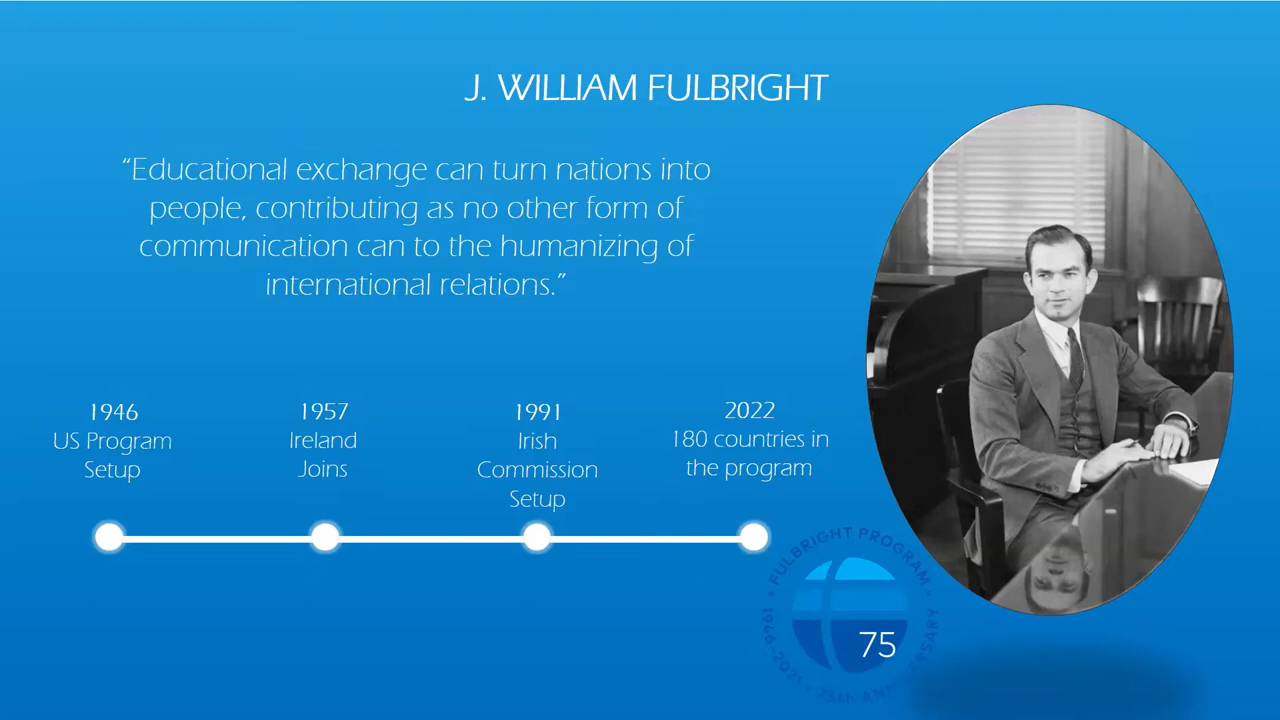 J. WILLIAM FULBRIGHT
“Educational exchange can turn nations into
people, contributing as no other form of
communication can to the humanizing of
international relations.”
1946
US Program
Setup
1957
Ireland
Joins
1991
Irish
Commission
Setup
2022
180 countries in
the program
• FULBRIGHT PROGRAM •
1946-2021 • 75th ANNIVERSARY
75